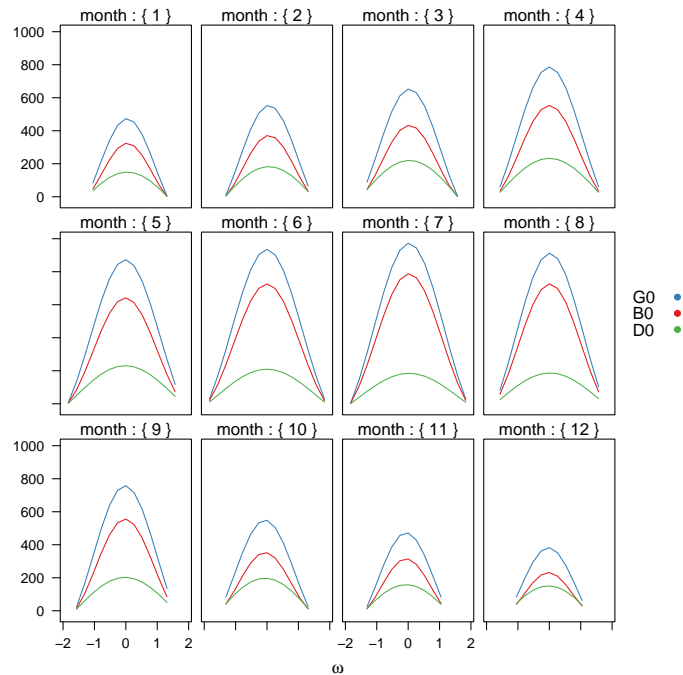 month : { 1 } month : { 2 } month : { 3 } month : { 4 }
1000
800
600
400
200
0
month : { 5 } month : { 6 } month : { 7 } month : { 8 }
G0
B0
D0
month : { 9 } month : { 10 } month : { 11 } month : { 12 }
1000
800
600
400
200
0
−2 −1 0 1 2 −2 −1 0 1 2
ω